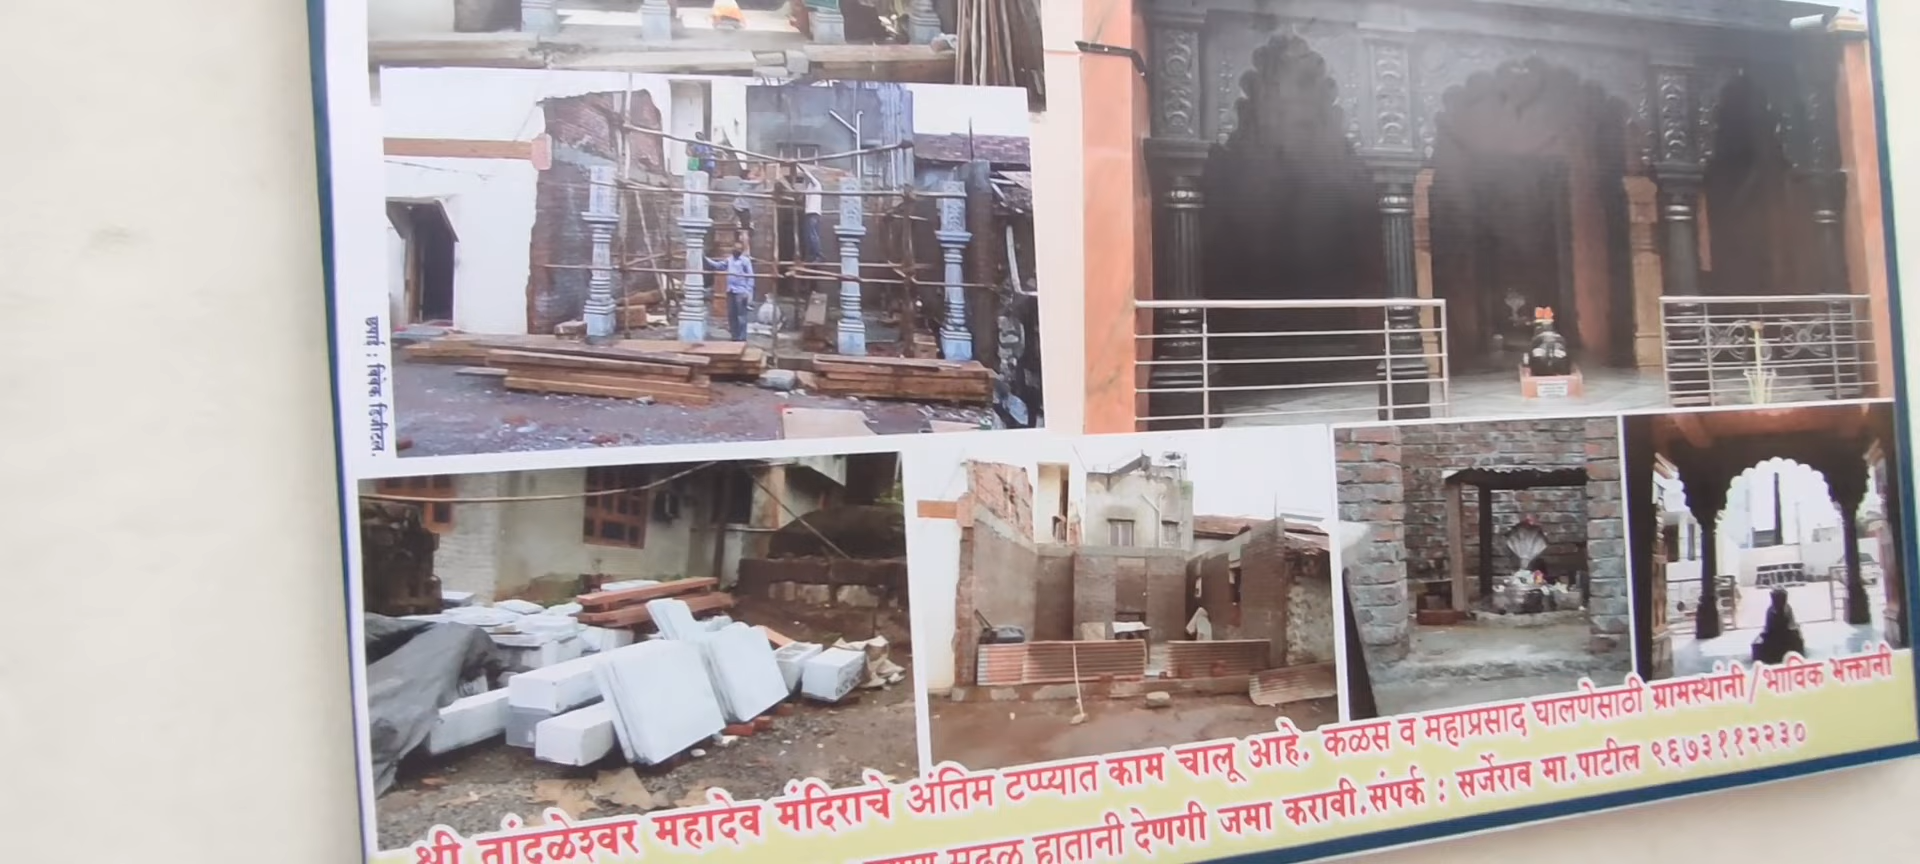 छपाई : विवेक डिजीटल.
श्री तांदळेश्वर महादेव मंदिराचे अंतिम टप्प्यात काम चालू आहे. कळस व महाप्रसाद घालणेसाठी ग्रामस्थांनी/भाविक भक्तांनी
सढळ हातानी देणगी जमा करावी.संपर्क : सर्जेराव मा.पाटील ९६७३११२२३०